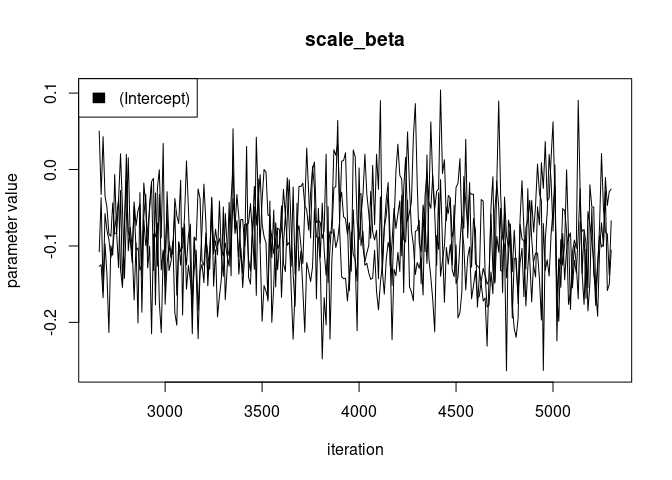 scale_beta
(Intercept)
0.1
0.0
-0.1
-0.2
parameter value
3000 3500 4000 4500 5000
iteration